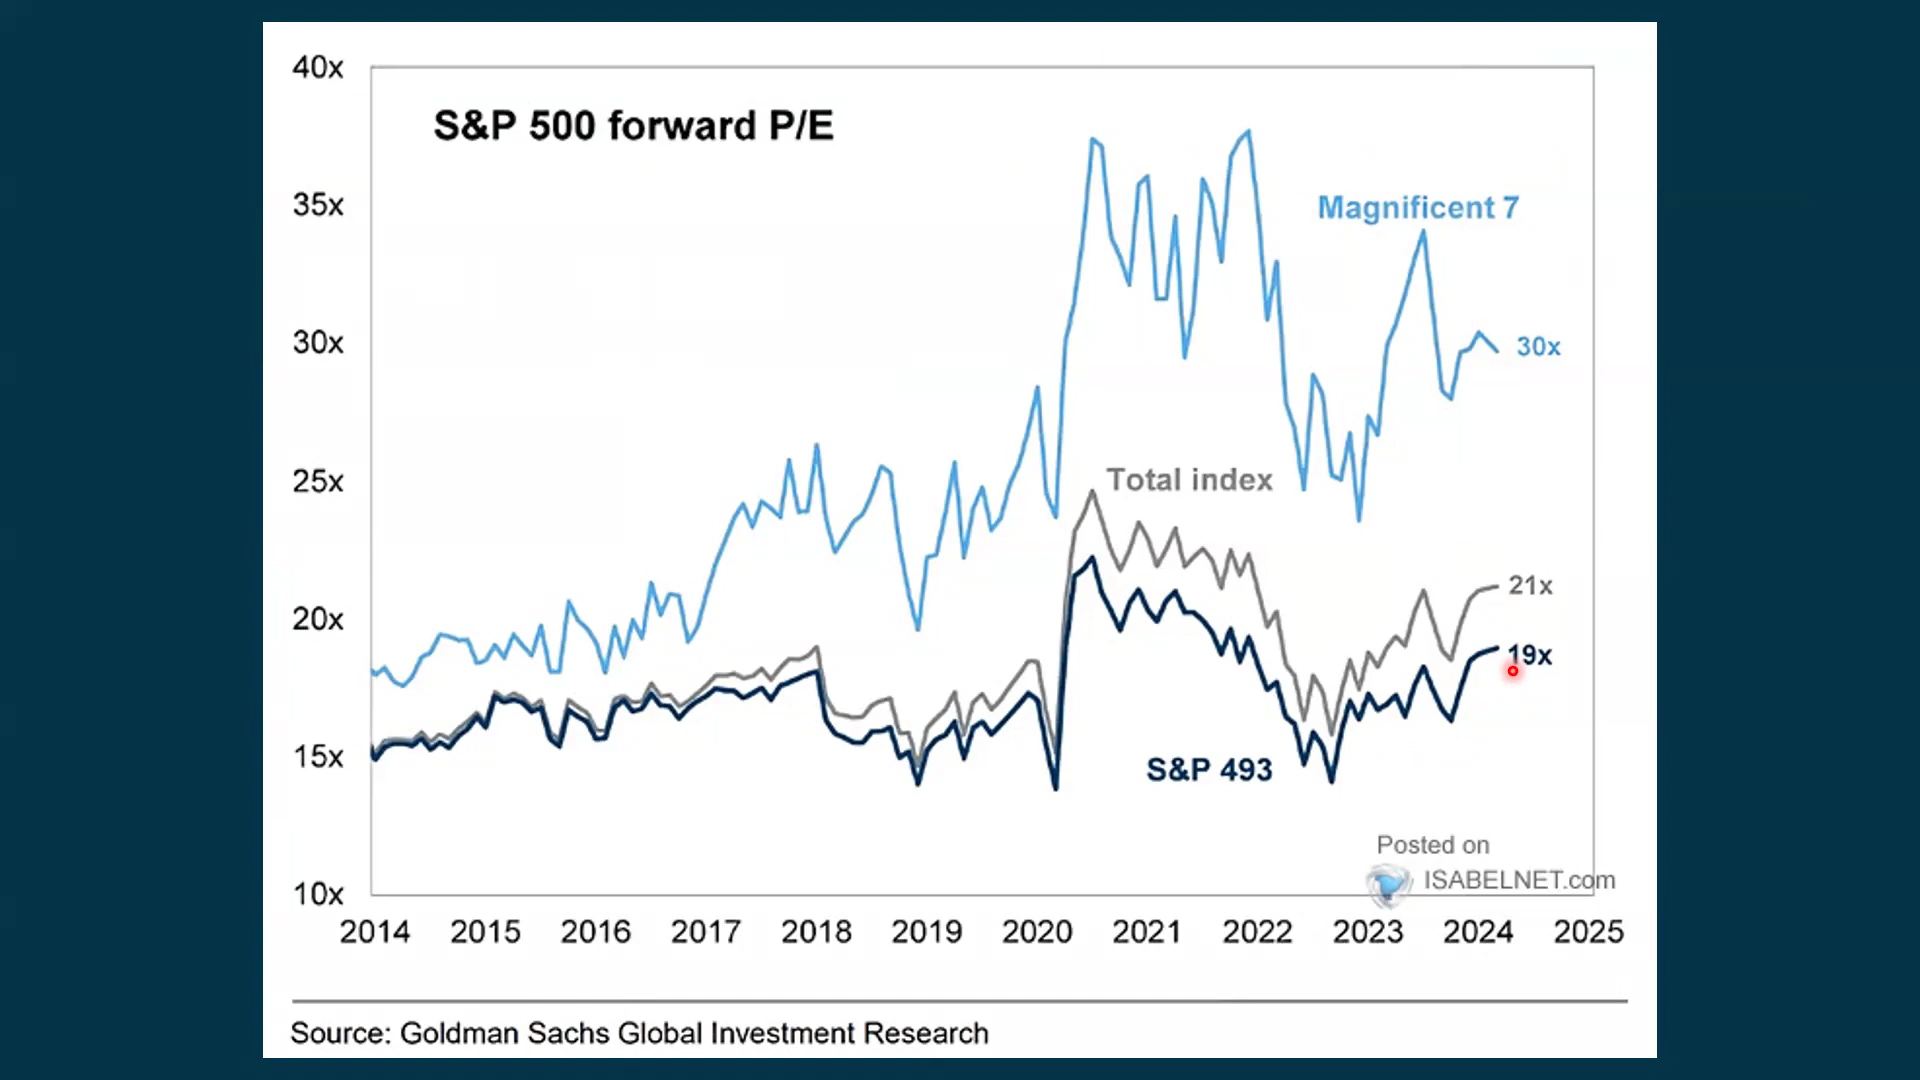 40x
S&P 500 forward P/E
35x
Magnificent 7
30x
30x
25x
Total index
21x
20x
19x
15x
S&P 493
Posted on
ISABELNET.com
10x
2014 2015 2016 2017 2018 2019 2020 2021 2022 2023 2024 2025
Source: Goldman Sachs Global Investment Research